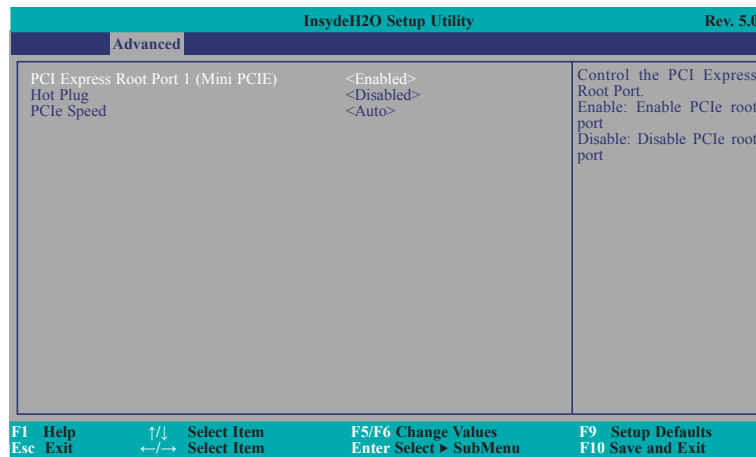 InsydeH2O Setup Utility Rev. 5.0
Advanced
PCI Express Root Port 1 (Mini PCIE) <Enabled>
Hot Plug <Disabled>
PCIe Speed <Auto>
Control the PCI Express
Root Port.
Enable: Enable PCIe root
port
Disable: Disable PCIe root
port
F1 Help ↑/↓ Select Item F5/F6 Change Values F9 Setup Defaults
Esc Exit ←/→ Select Item Enter Select ▶ SubMenu F10 Save and Exit